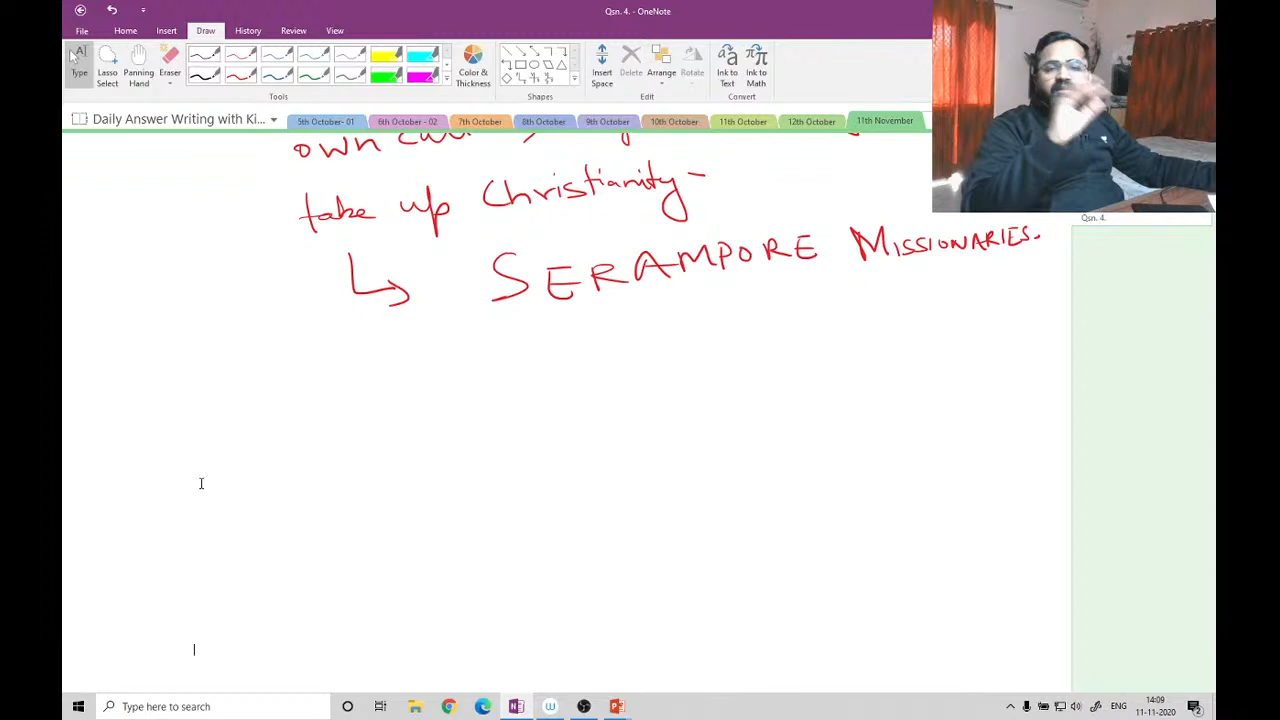 Qsn. 4. - OneNote
File Home Insert Draw History Review View
Type Lasso Select Panning Hand Eraser Color & Thickness Insert Space Delete Arrange Rotate Ink to Text Ink to Math
Tools Shapes Edit Convert
Daily Answer Writing with Ki... 5th October- 01 6th October - 02 7th October 8th October 9th October 10th October 11th October 12th October 11th November
own
take up Christianity-
Qsn. 4.
↳ SERAMPORE MISSIONARIES.
Type here to search
ENG 14:09
11-11-2020
2